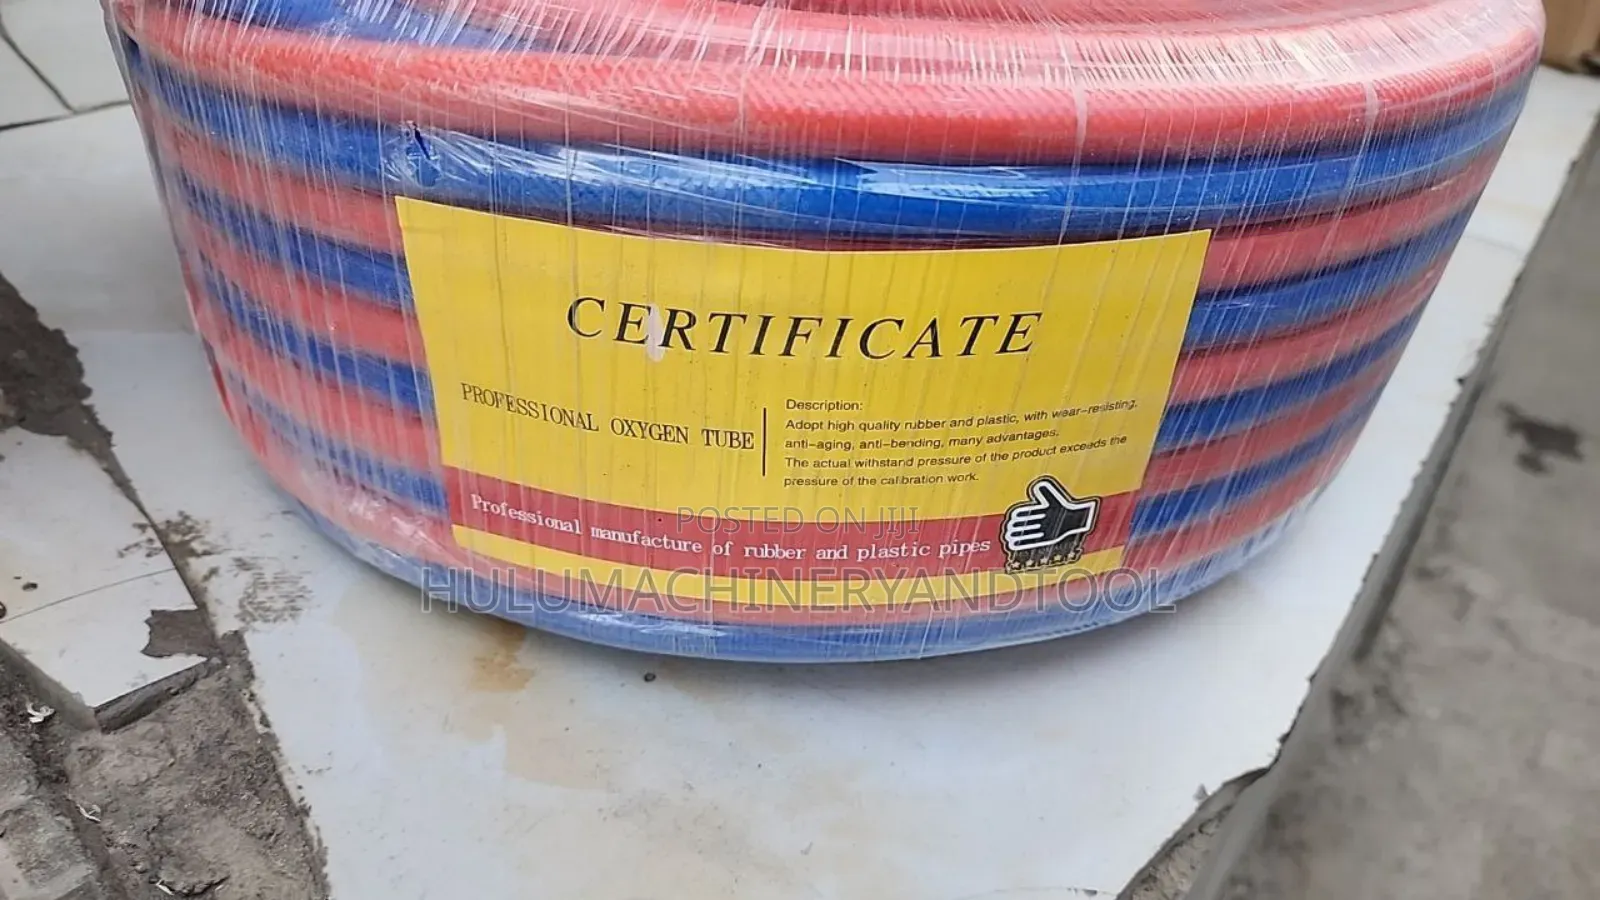 CERTIFICATE
PROFESSIONAL OXYGEN TUBE
Description:
Adopt high quality rubber and plastic, with wear-resisting,
anti-aging, anti-bending, many advantages.
The actual withstand pressure of the product exceeds the
pressure of the calibration work.
Professional manufacture of rubber and plastic pipes
POSTED ON JIJI
HULUMACHINERYANDTOOL